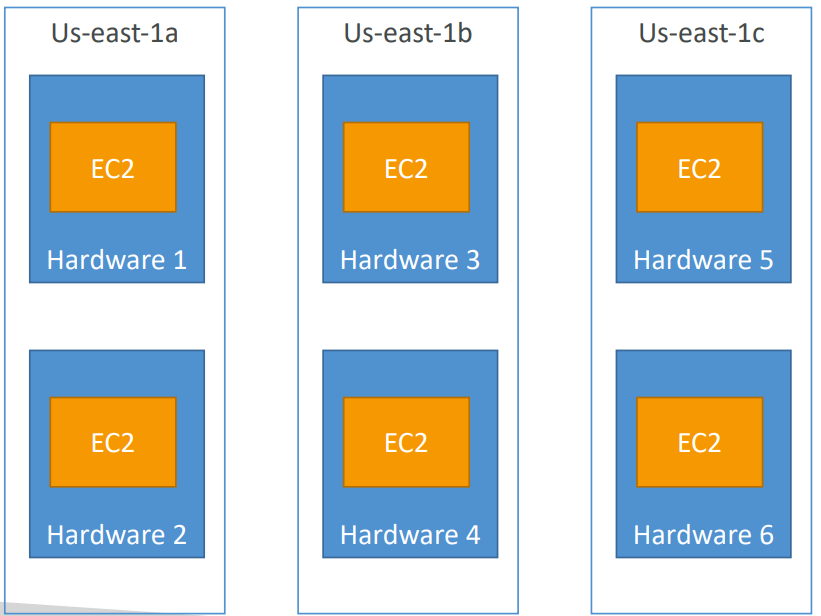 Us-east-1a
EC2
Hardware 1
EC2
Hardware 2
Us-east-1b
EC2
Hardware 3
EC2
Hardware 4
Us-east-1c
EC2
Hardware 5
EC2
Hardware 6